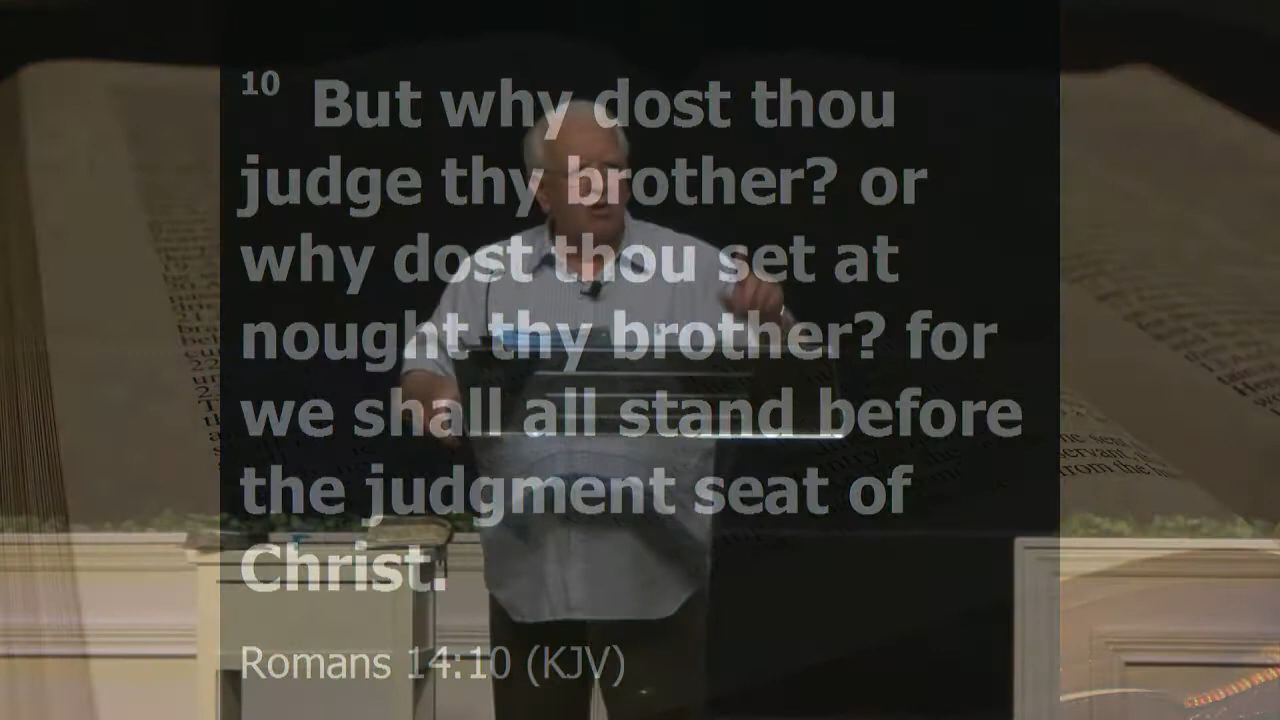 10 But why dost thou
judge thy brother? or
why dost thou set at
nought thy brother? for
we shall all stand before
the judgment seat of
Christ.
Romans 14:10 (KJV)